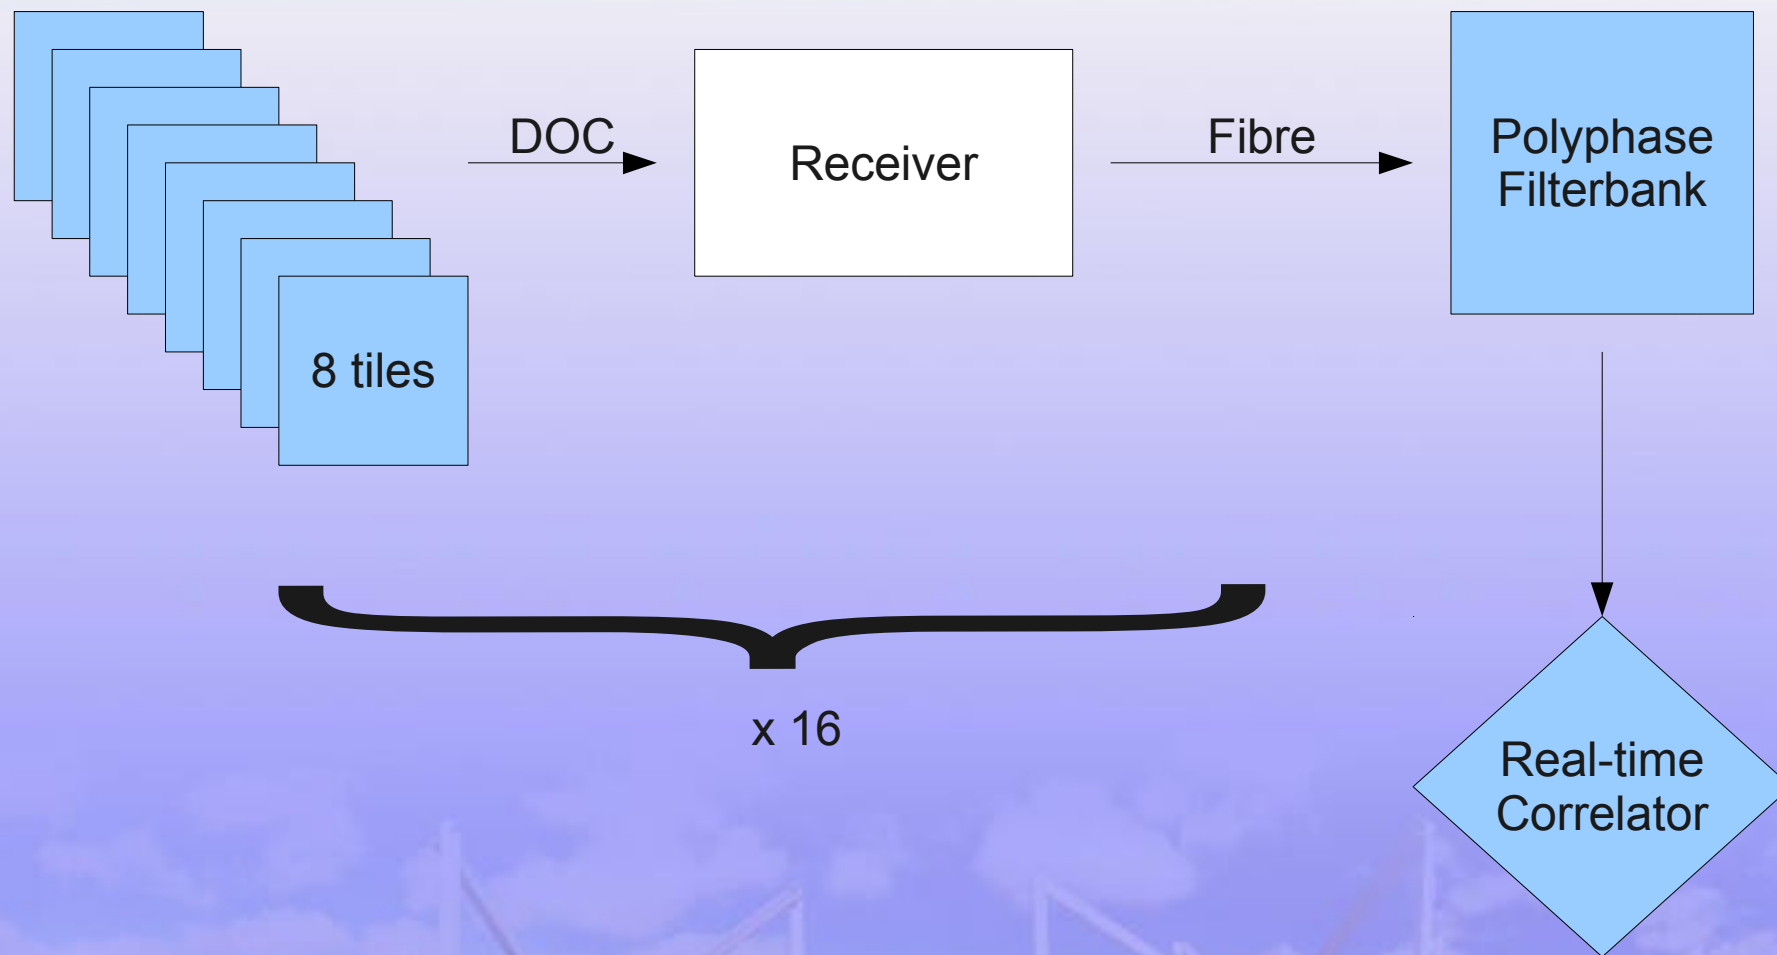 DOC
Receiver
Fibre
Polyphase
Filterbank
8 tiles
x 16
Real-time
Correlator